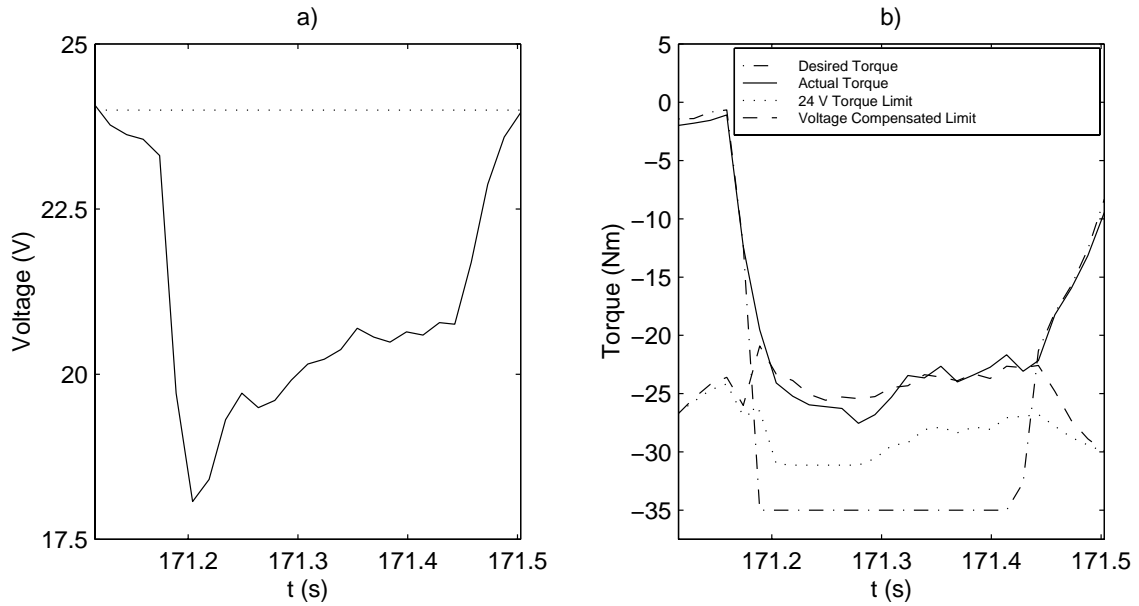 a)
25
22.5
20
17.5
Voltage (V)
171.2 171.3 171.4 171.5
t (s)
b)
5
0
−5
−10
−15
−20
−25
−30
−35
Torque (Nm)
Desired Torque
Actual Torque
24 V Torque Limit
Voltage Compensated Limit
171.2 171.3 171.4 171.5
t (s)